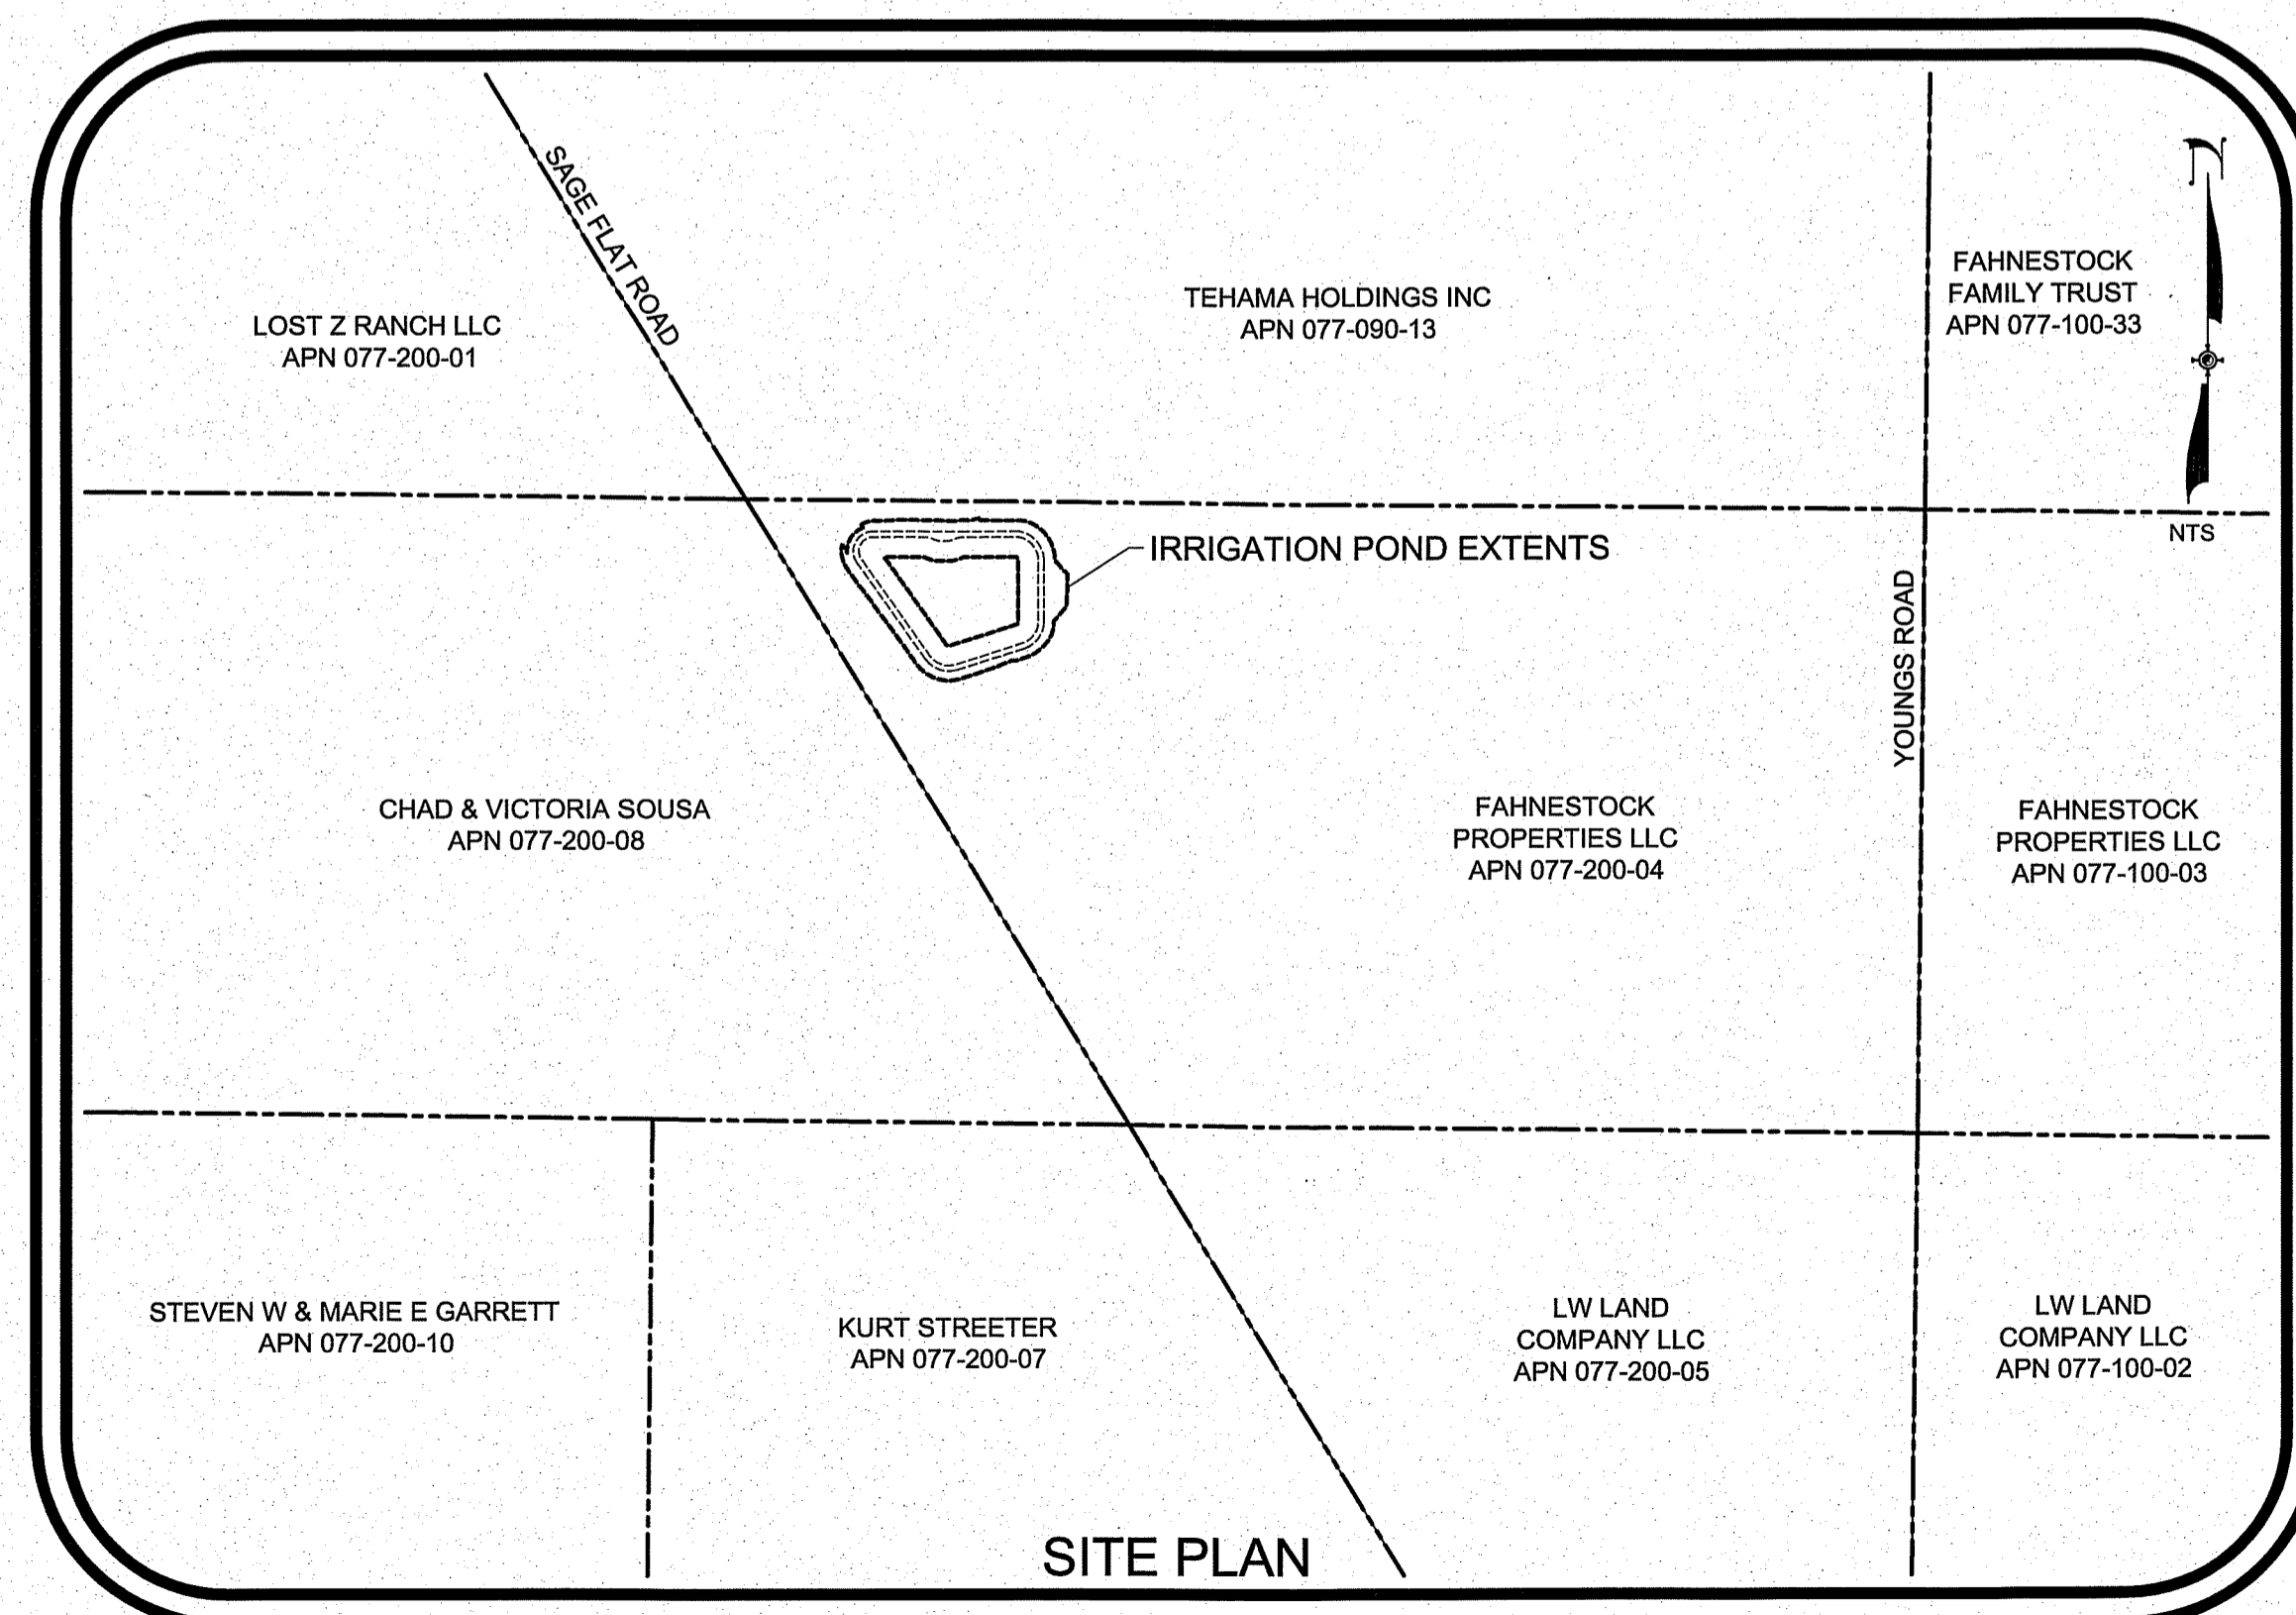 SAGE FLAT ROAD
LOST Z RANCH LLC
APN 077-200-01
TEHAMA HOLDINGS INC
APN 077-090-13
FAHNESTOCK
FAMILY TRUST
APN 077-100-33
N
NTS
IRRIGATION POND EXTENTS
YOUNGS ROAD
CHAD & VICTORIA SOUSA
APN 077-200-08
FAHNESTOCK
PROPERTIES LLC
APN 077-200-04
FAHNESTOCK
PROPERTIES LLC
APN 077-100-03
STEVEN W & MARIE E GARRETT
APN 077-200-10
KURT STREETER
APN 077-200-07
LW LAND
COMPANY LLC
APN 077-200-05
LW LAND
COMPANY LLC
APN 077-100-02
SITE PLAN